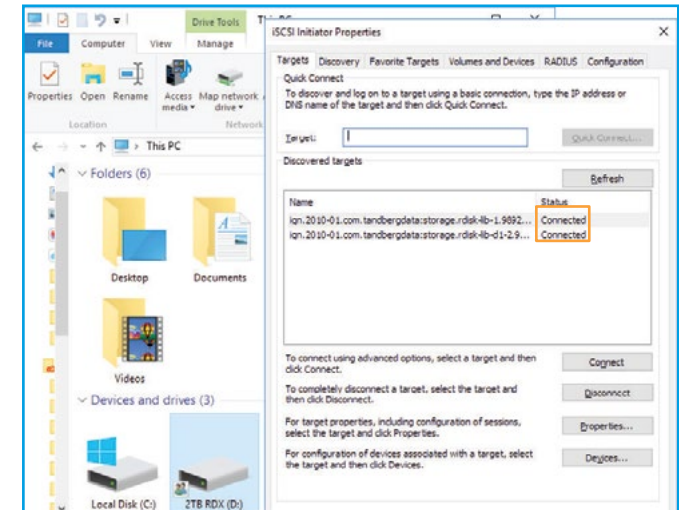 Drive Tools
iSCSI Initiator Properties
File
Computer
View
Manage
Targets Discovery Favorite Targets Volumes and Devices RADIUS Configuration
Quick Connect
To discover and log on to a target using a basic connection, type the IP address or
DNS name of the target and then click Quick Connect.
Target:
Quick Connect...
Properties Open Rename Access media Map network drive
Location
Network
This PC
Discovered targets
Refresh
Folders (6)
Name
Status
iqn.2010-01.com.tandbergdata:storage.rdisk-lib-1.9892... Connected
iqn.2010-01.com.tandbergdata:storage.rdisk-lib-d1-2.9... Connected
Desktop
Documents
Videos
To connect using advanced options, select a target and then
click Connect.
Connect
To completely disconnect a target, select the target and
then click Disconnect.
Disconnect
For target properties, including configuration of sessions,
select the target and click Properties.
Properties...
For configuration of devices associated with a target, select
the target and then click Devices.
Devices...
Devices and drives (3)
Local Disk (C:)
2TB RDX (D:)